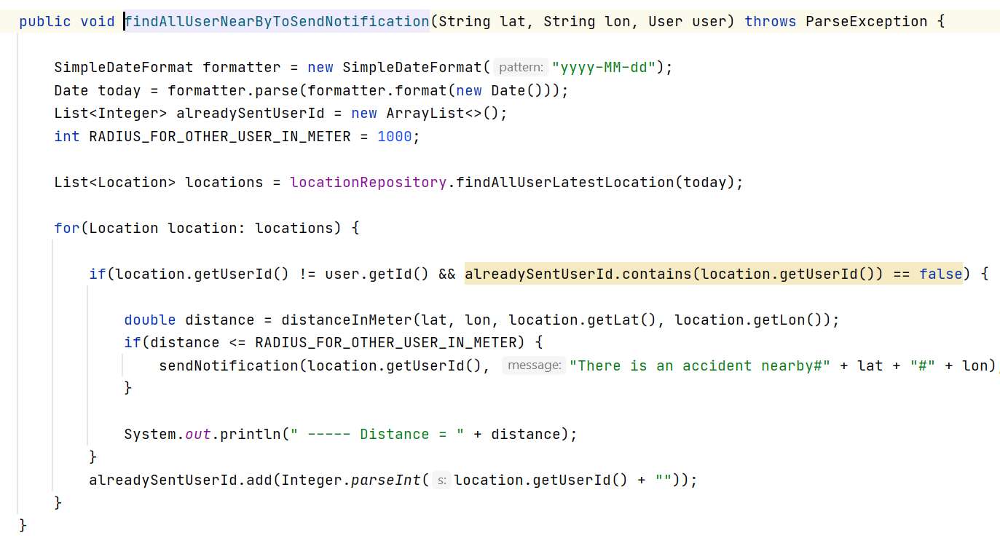 public void findAllUserNearByToSendNotification(String lat, String lon, User user) throws ParseException {
SimpleDateFormat formatter = new SimpleDateFormat( pattern: "yyyy-MM-dd");
Date today = formatter.parse(formatter.format(new Date()));
List<Integer> alreadySentUserId = new ArrayList<>();
int RADIUS_FOR_OTHER_USER_IN_METER = 1000;
List<Location> locations = locationRepository.findAllUserLatestLocation(today);
for(Location location: locations) {
if(location.getUserId() != user.getId() && alreadySentUserId.contains(location.getUserId()) == false) {
double distance = distanceInMeter(lat, lon, location.getLat(), location.getLon());
if(distance <= RADIUS_FOR_OTHER_USER_IN_METER) {
sendNotification(location.getUserId(), message: "There is an accident nearby#" + lat + "#" + lon);
}
System.out.println(" ----- Distance = " + distance);
}
alreadySentUserId.add(Integer.parseInt( s: location.getUserId() + ""));
}
}